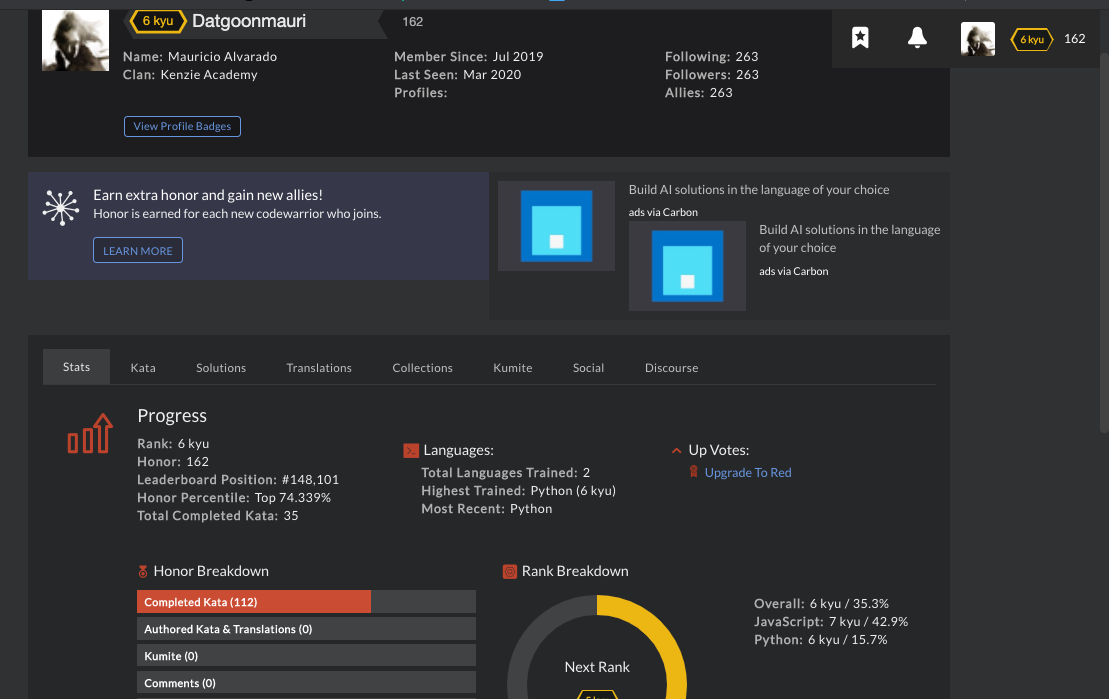 6 kyu Datgoonmauri 162
6 kyu 162
Name: Mauricio Alvarado
Clan: Kenzie Academy
Member Since: Jul 2019
Last Seen: Mar 2020
Profiles:
Following: 263
Followers: 263
Allies: 263
View Profile Badges
Earn extra honor and gain new allies!
Honor is earned for each new codewarrior who joins.
LEARN MORE
Build AI solutions in the language of your choice
ads via Carbon
Build AI solutions in the language
of your choice
ads via Carbon
Stats Kata Solutions Translations Collections Kumite Social Discourse
Progress
Rank: 6 kyu
Honor: 162
Leaderboard Position: #148,101
Honor Percentile: Top 74.339%
Total Completed Kata: 35
Languages:
Total Languages Trained: 2
Highest Trained: Python (6 kyu)
Most Recent: Python
Up Votes:
Upgrade To Red
Honor Breakdown
Completed Kata (112)
Authored Kata & Translations (0)
Kumite (0)
Comments (0)
Rank Breakdown
Next Rank
Overall: 6 kyu / 35.3%
JavaScript: 7 kyu / 42.9%
Python: 6 kyu / 15.7%